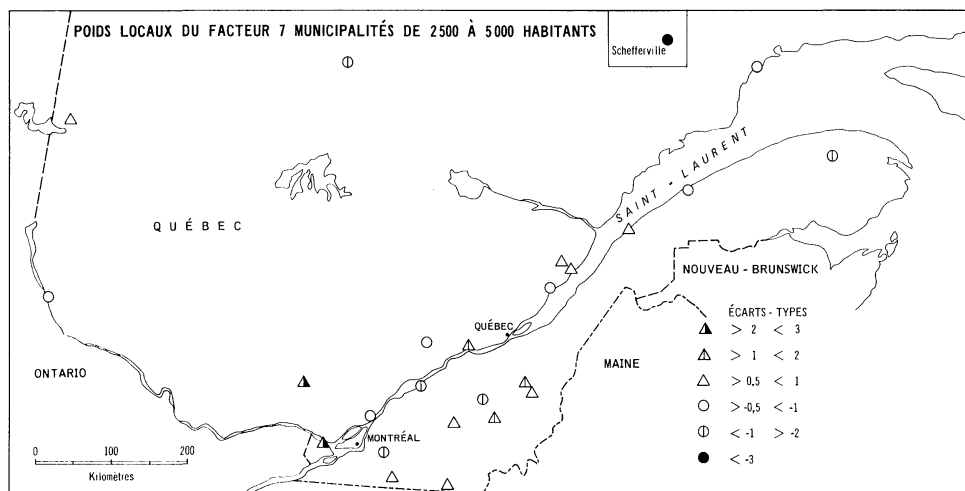 POIDS LOCAUX DU FACTEUR 7 MUNICIPALITÉS DE 2500 À 5000 HABITANTS
Schefferville
SAINT - LAURENT
QUÉBEC
NOUVEAU - BRUNSWICK
QUÉBEC
MAINE
ONTARIO
MONTRÉAL
ÉCARTS - TYPES
> 2 < 3
> 1 < 2
> 0,5 < 1
> -0,5 < -1
< -1 > -2
< -3
0 100 200
Kilomètres